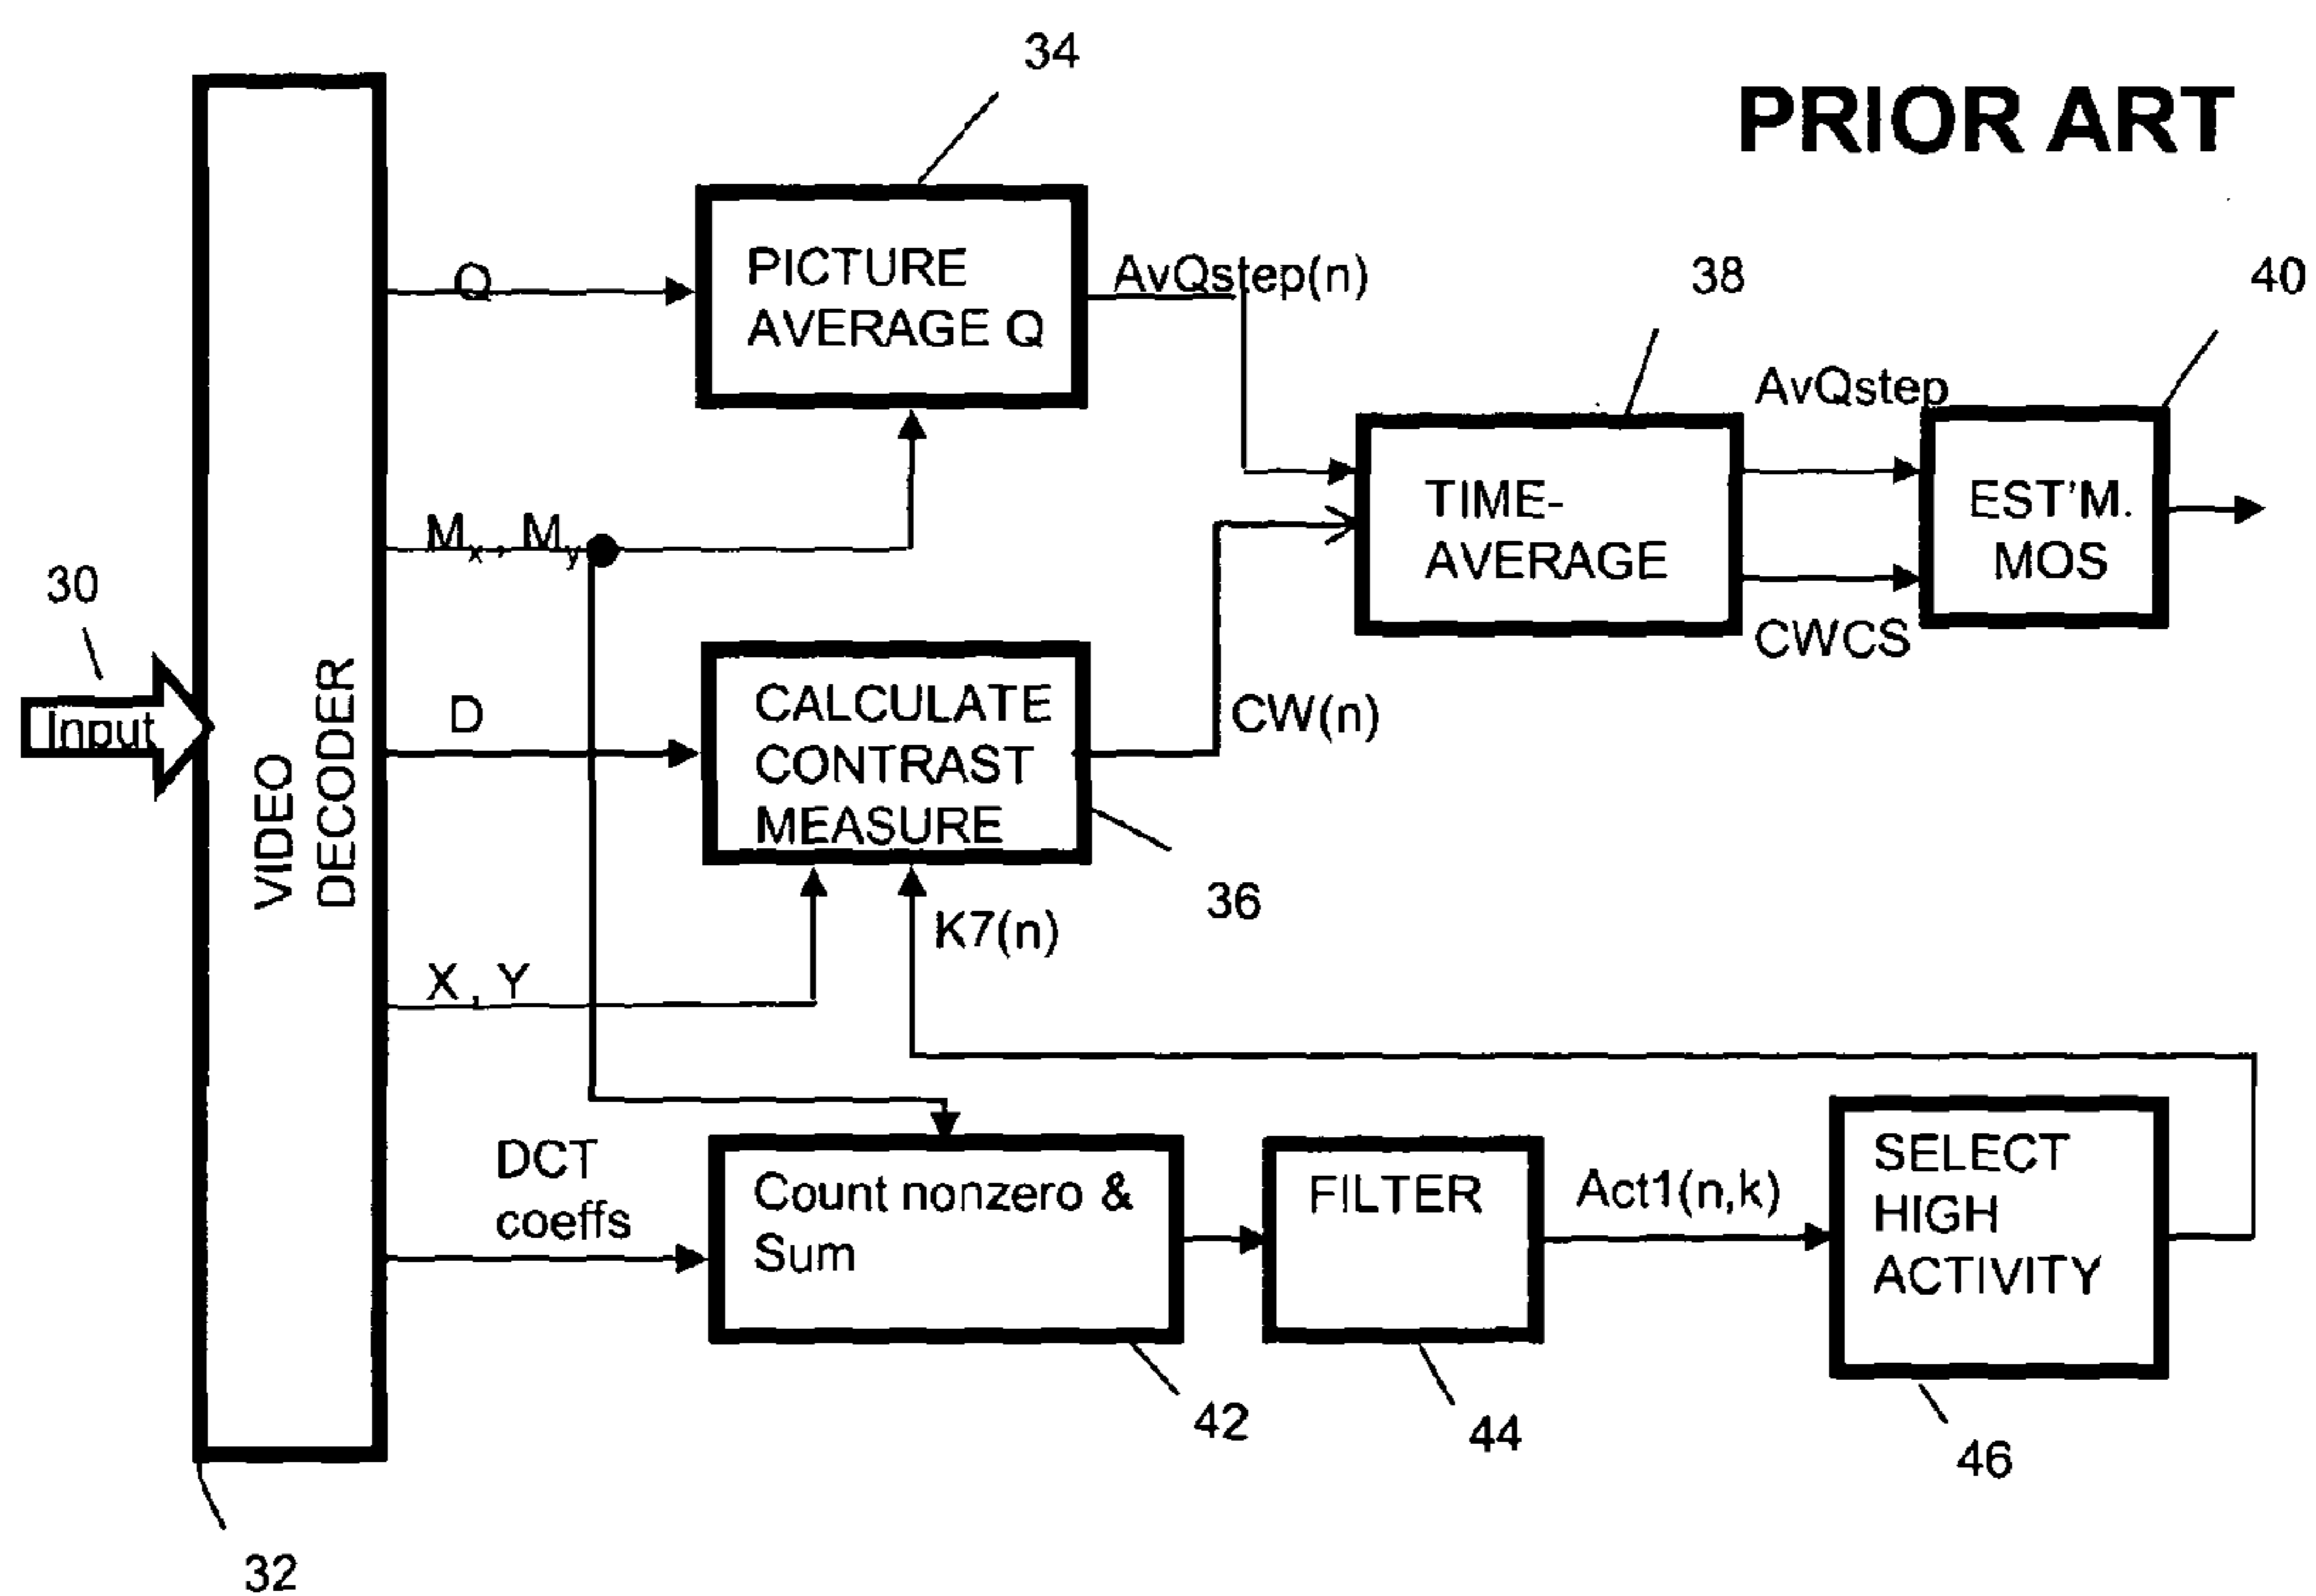 34
PRIOR ART
Q
PICTURE
AVERAGE Q
AvQstep(n)
38
40
AvQstep
Mx , My
TIME-
AVERAGE
EST'M.
MOS
CWCS
30
Input
VIDEO
DECODER
D
CALCULATE
CONTRAST
MEASURE
CW(n)
36
K7(n)
X , Y
DCT
coeffs
Count nonzero &
Sum
FILTER
Act1(n,k)
SELECT
HIGH
ACTIVITY
42
44
46
32